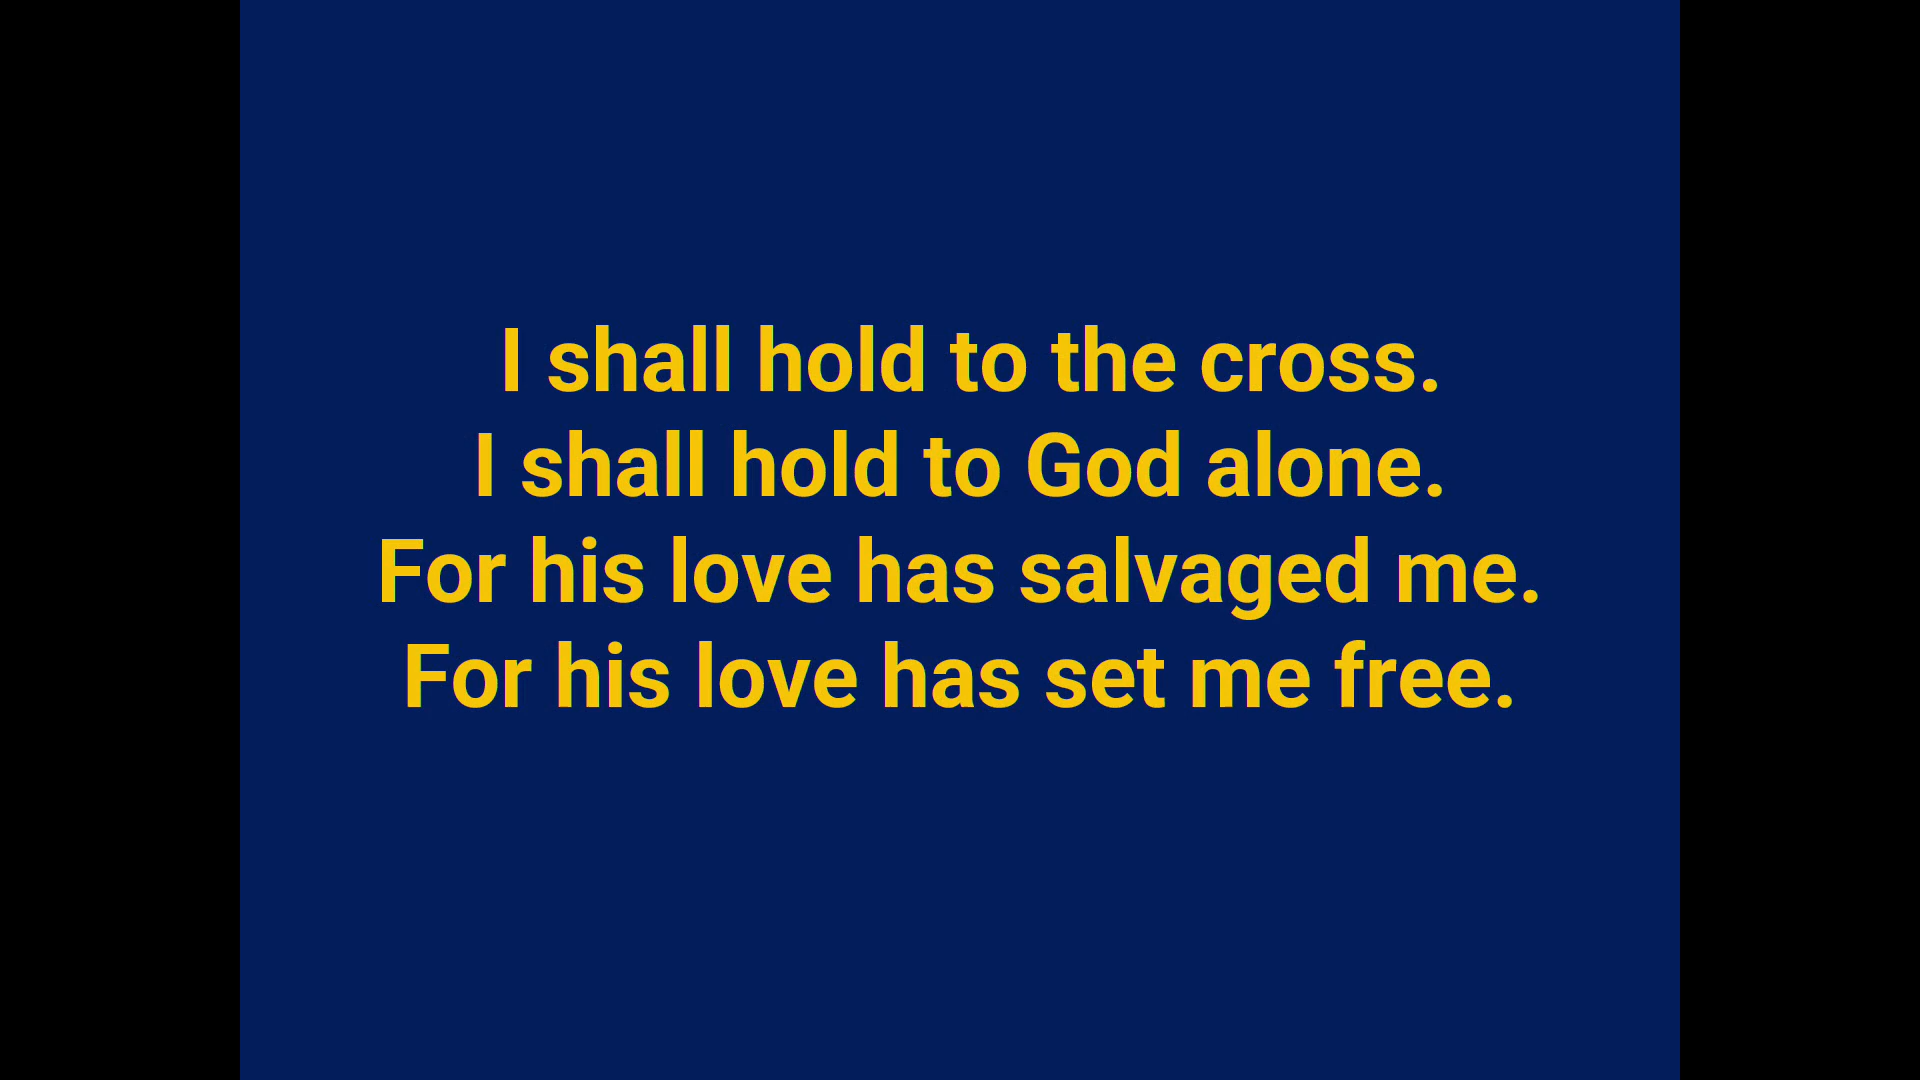 I shall hold to the cross.
I shall hold to God alone.
For his love has salvaged me.
For his love has set me free.